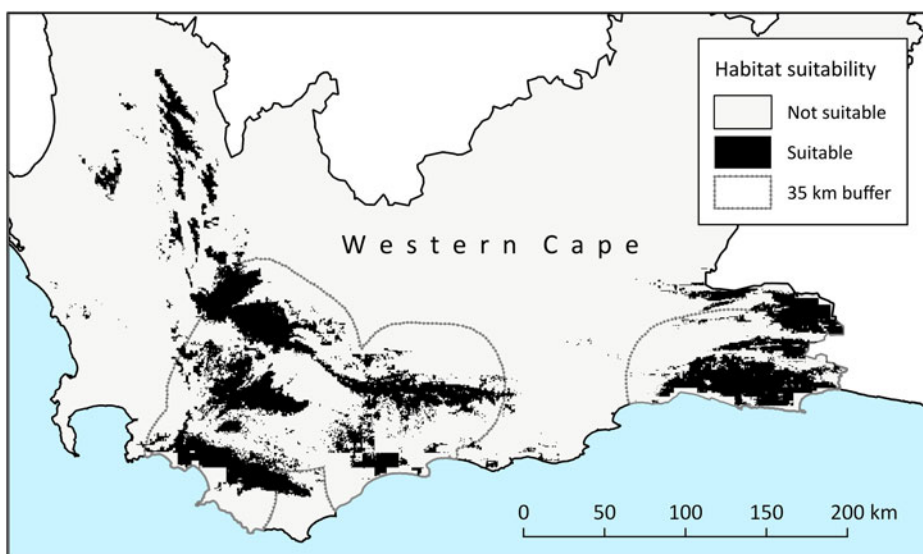 Habitat suitability
Not suitable
Suitable
35 km buffer
Western Cape
0 50 100 150 200 km